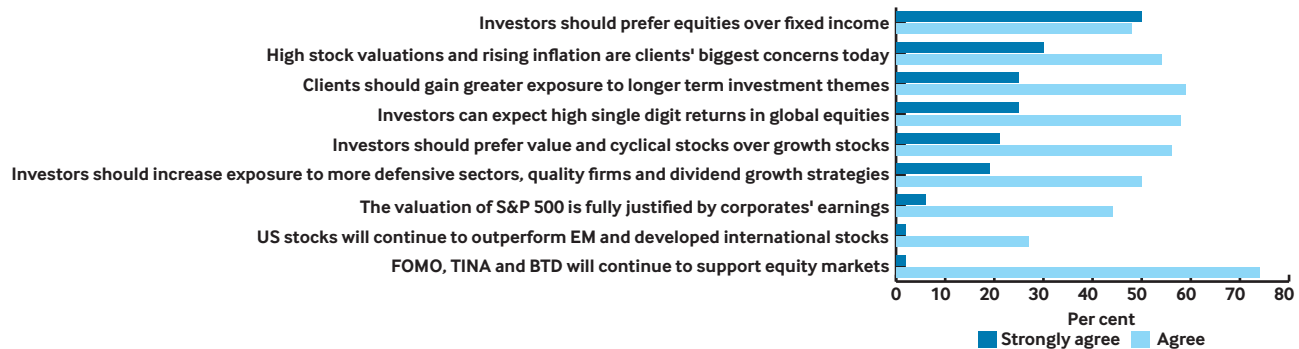 Investors should prefer equities over fixed income
High stock valuations and rising inflation are clients' biggest concerns today
Clients should gain greater exposure to longer term investment themes
Investors can expect high single digit returns in global equities
Investors should prefer value and cyclical stocks over growth stocks
Investors should increase exposure to more defensive sectors, quality firms and dividend growth strategies
The valuation of S&P 500 is fully justified by corporates' earnings
US stocks will continue to outperform EM and developed international stocks
FOMO, TINA and BTD will continue to support equity markets
0 10 20 30 40 50 60 70 80
Per cent
Strongly agree Agree